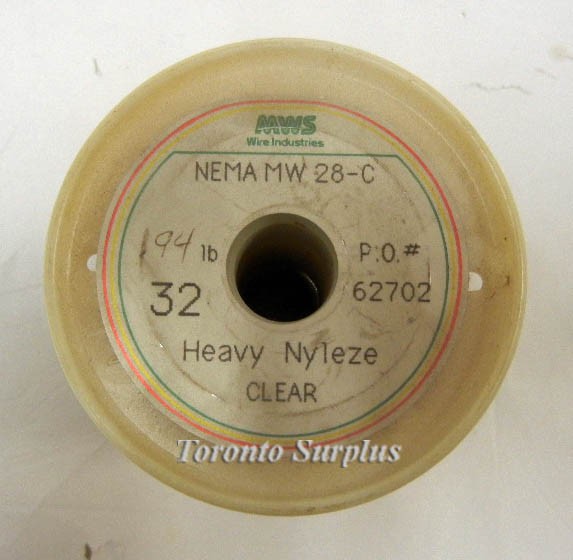 MWS
Wire Industries
NEMA MW 28-C
.94 lb P.O.#
32 62702
Heavy Nyleze
CLEAR
Toronto Surplus